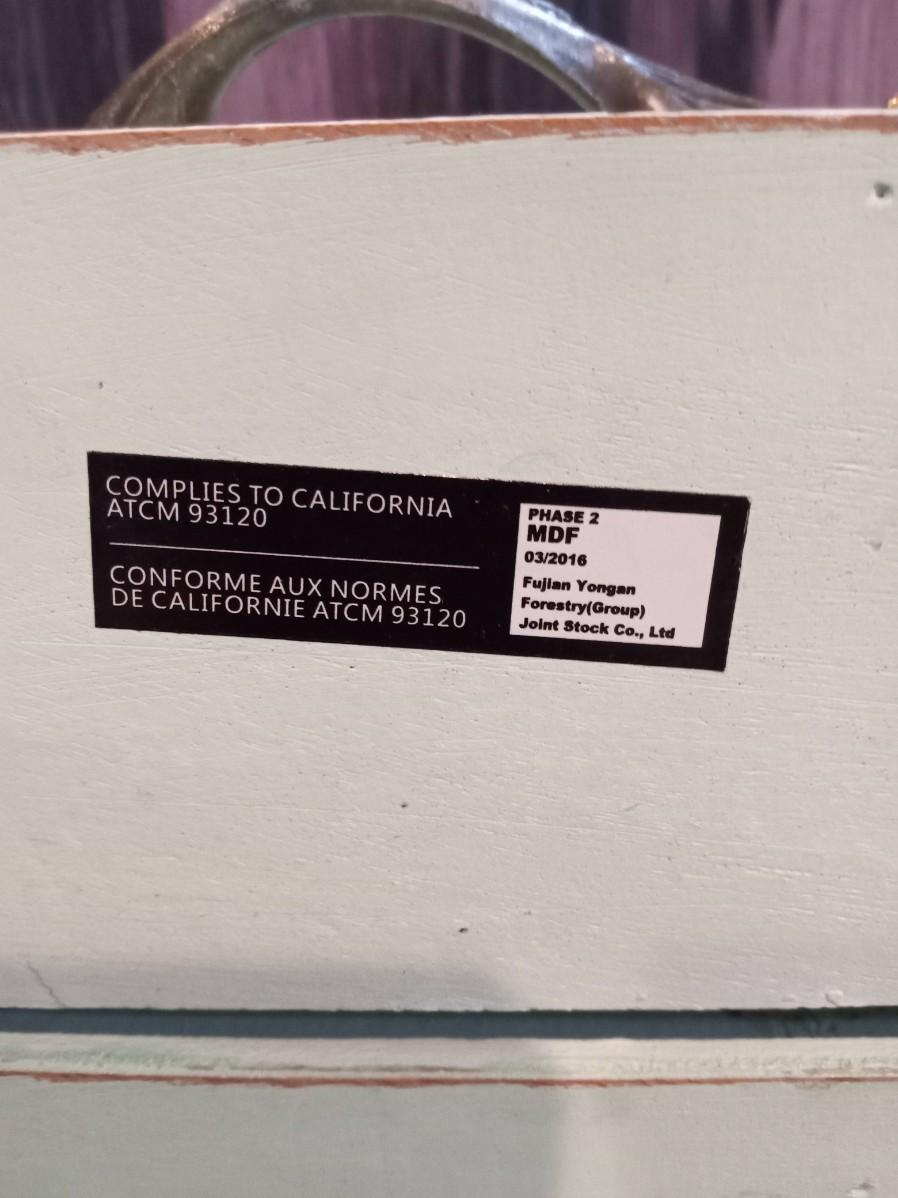 COMPLIES TO CALIFORNIA
ATCM 93120
CONFORME AUX NORMES
DE CALIFORNIE ATCM 93120
PHASE 2
MDF
03/2016
Fujian Yongan
Forestry(Group)
Joint Stock Co., Ltd